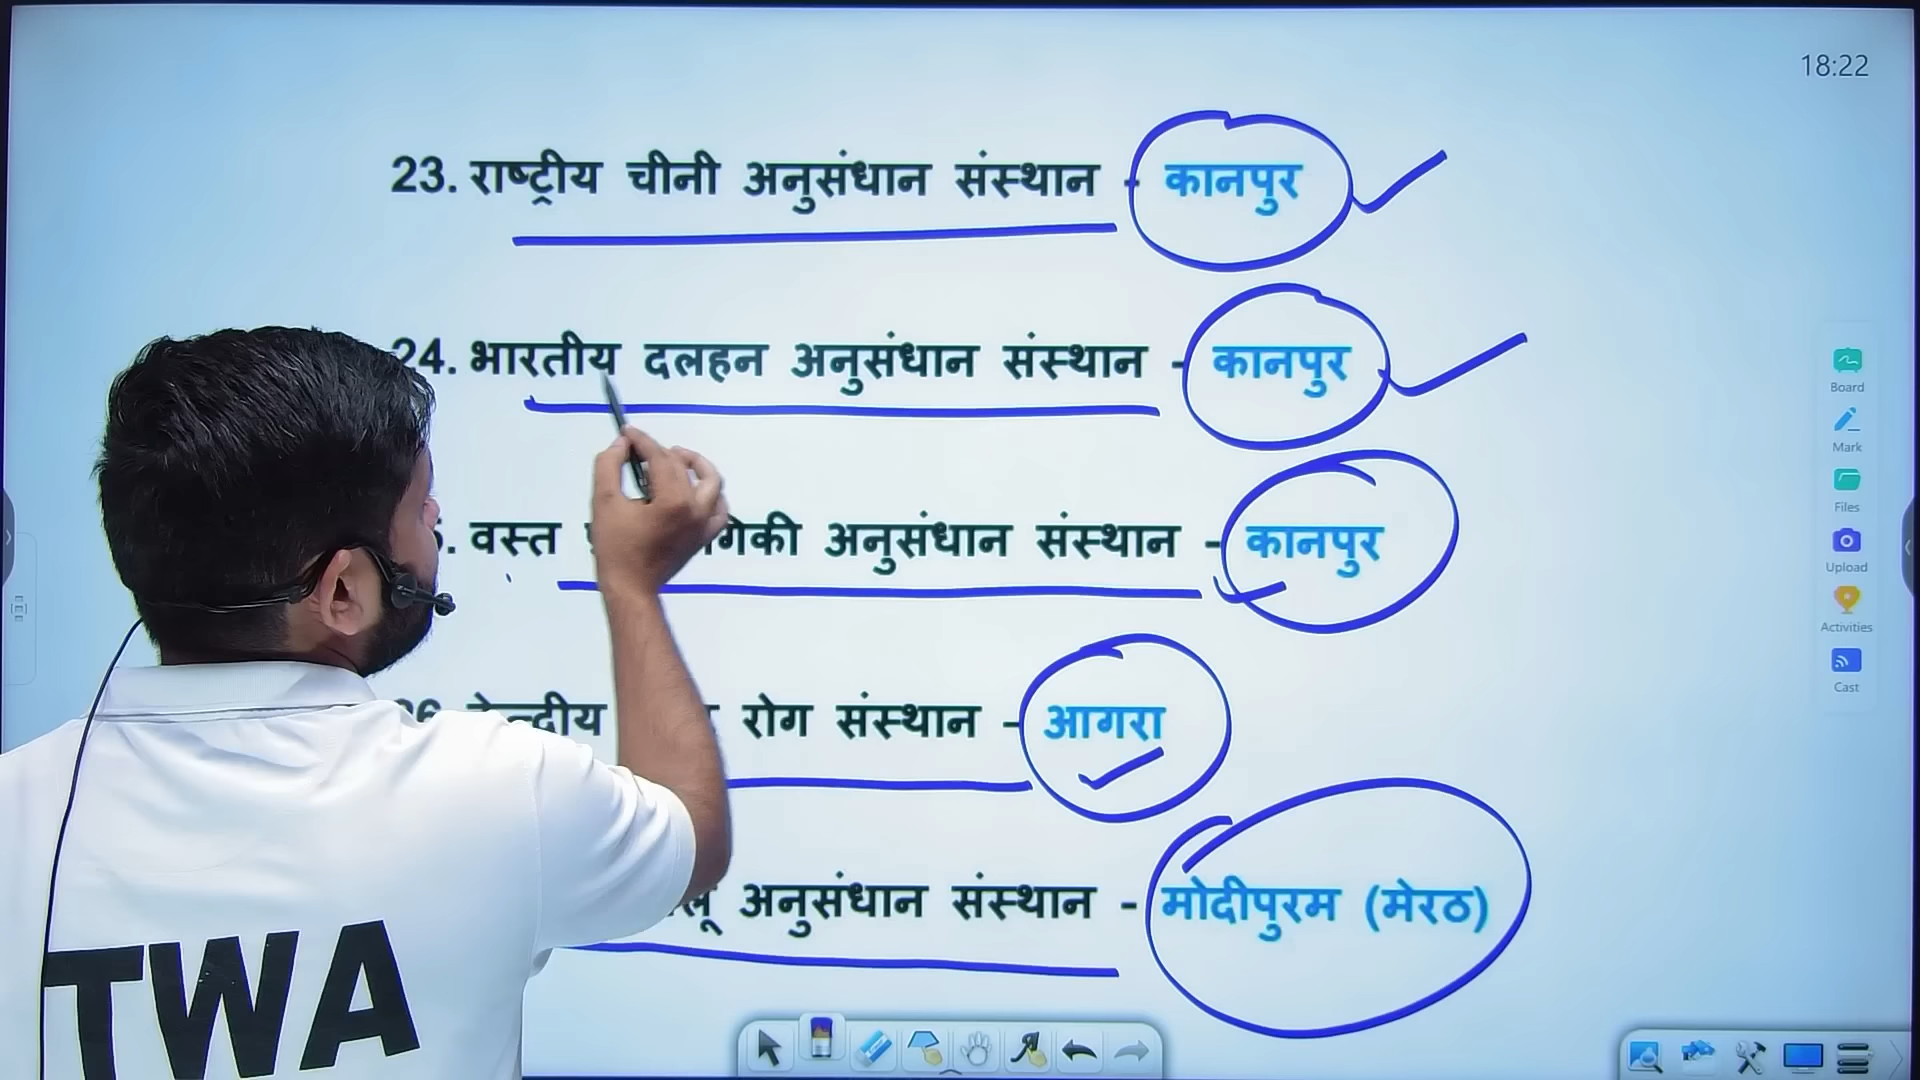 18:22
23. राष्ट्रीय चीनी अनुसंधान संस्थान - कानपुर
24. भारतीय दलहन अनुसंधान संस्थान - कानपुर
वस्त अनुसंधान संस्थान - कानपुर
रोग संस्थान - आगरा
अनुसंधान संस्थान - मोदीपुरम (मेरठ)
Board
Mark
Files
Upload
Activities
Cast
TWA